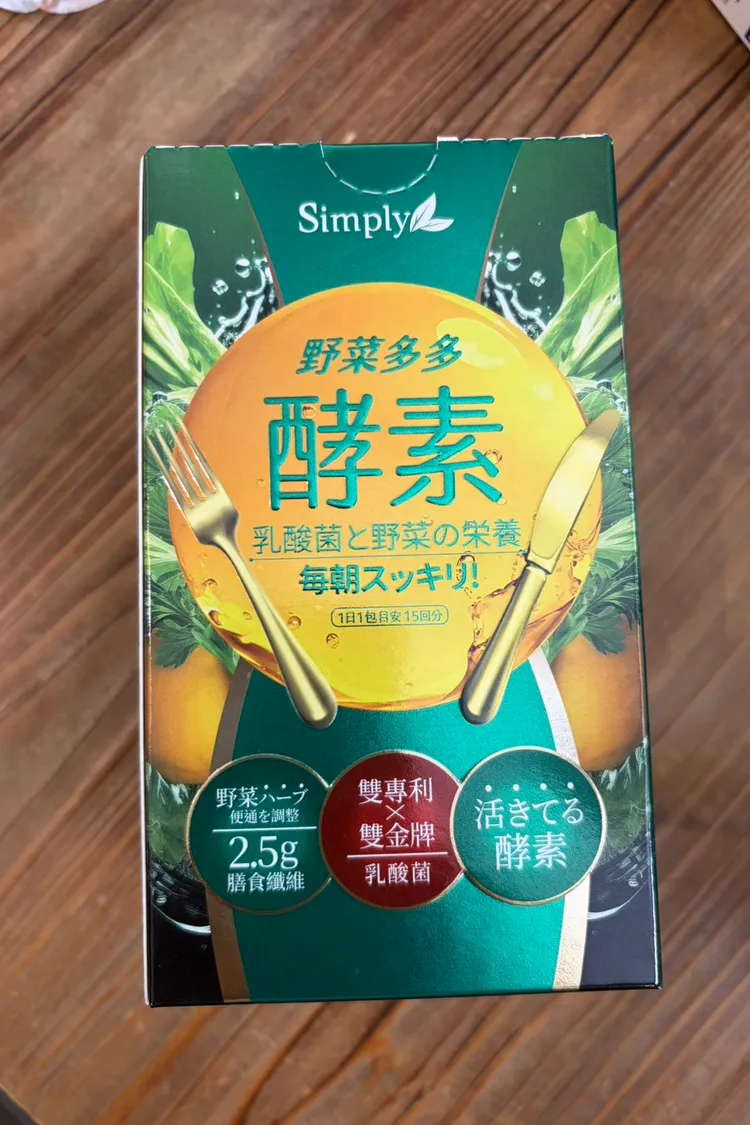 Simply
野菜多多
酵素
乳酸菌と野菜の栄養
毎朝スッキリ!
1日1包目安15回分
野菜ハーブ
便通を調整
2.5g
膳食纖維
雙專利
×
雙金牌
乳酸菌
活きてる
酵素